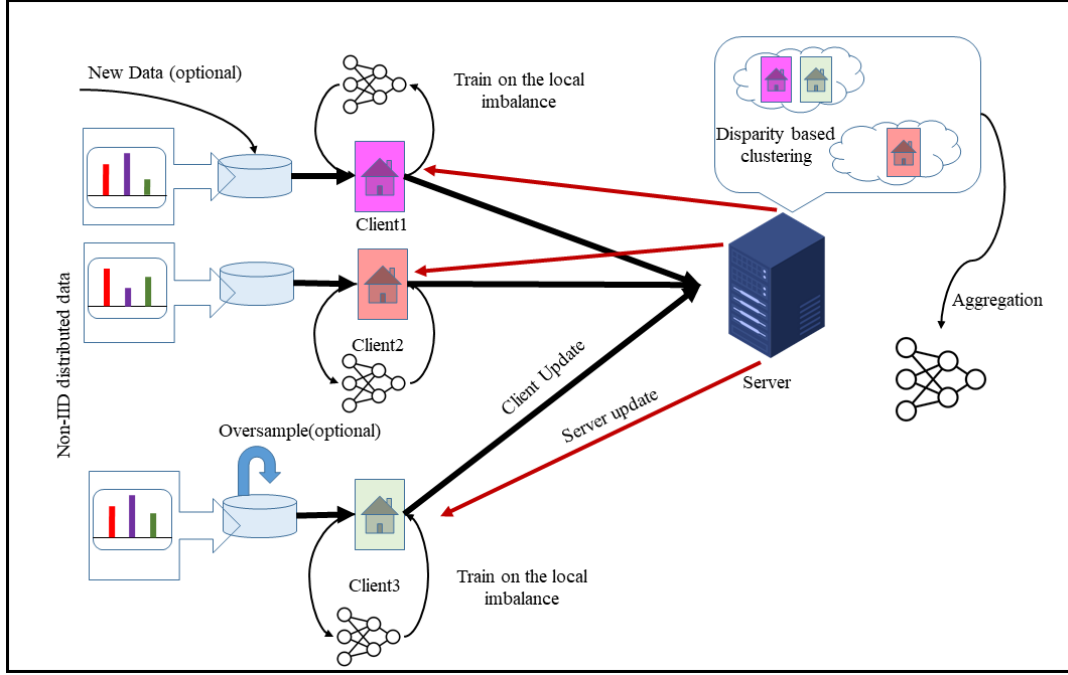 New Data (optional)
Train on the local
imbalance
Disparity based
clustering
Client1
Non-IID distributed data
Aggregation
Client2
Client Update
Server
Server update
Oversample(optional)
Client3
Train on the local
imbalance